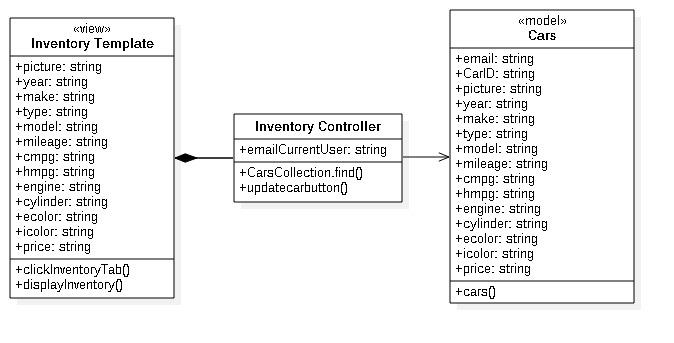 «view»
Inventory Template
+picture: string
+year: string
+make: string
+type: string
+model: string
+mileage: string
+cmpg: string
+hmpg: string
+engine: string
+cylinder: string
+ecolor: string
+icolor: string
+price: string
+clickInventoryTab()
+displayInventory()
Inventory Controller
+emailCurrentUser: string
+CarsCollection.find()
+updatecarbutton()
«model»
Cars
+email: string
+CarID: string
+picture: string
+year: string
+make: string
+type: string
+model: string
+mileage: string
+cmpg: string
+hmpg: string
+engine: string
+cylinder: string
+ecolor: string
+icolor: string
+price: string
+cars()